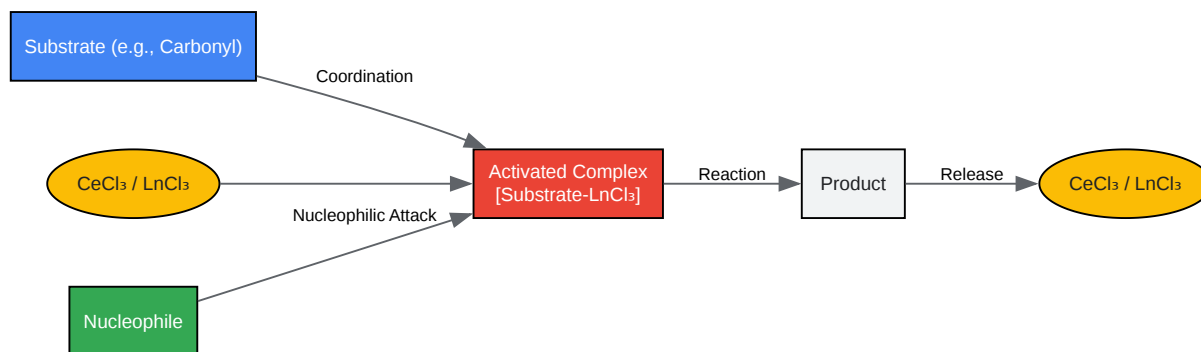 Substrate (e.g., Carbonyl)
Coordination
CeCl₃ / LnCl₃
Activated Complex
[Substrate-LnCl₃]
Reaction
Product
Release
CeCl₃ / LnCl₃
Nucleophilic Attack
Nucleophile